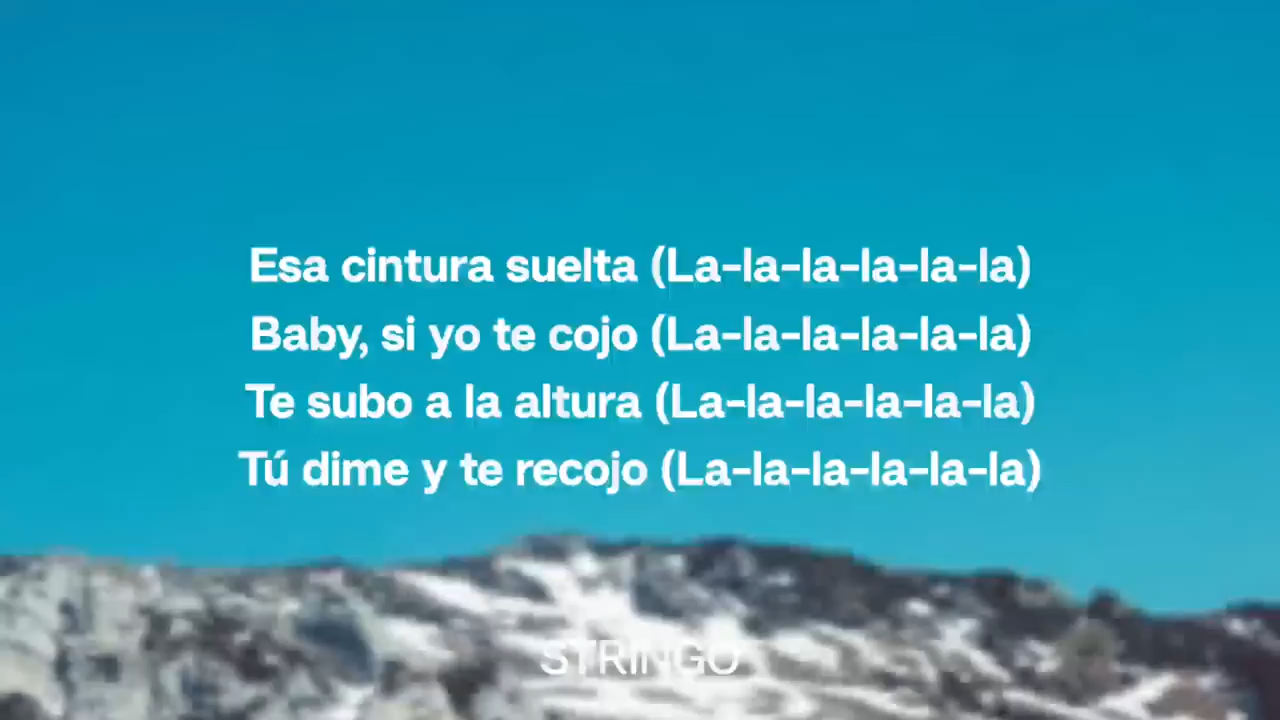 Esa cintura suelta (La-la-la-la-la-la)
Baby, si yo te cojo (La-la-la-la-la-la)
Te subo a la altura (La-la-la-la-la-la)
Tú dime y te recojo (La-la-la-la-la-la)
STRINGO